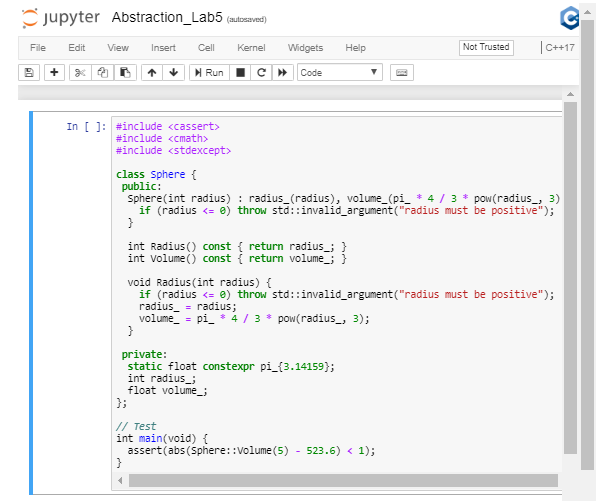 jupyter Abstraction_Lab5 (autosaved)
File Edit View Insert Cell Kernel Widgets Help Not Trusted C++17
Run Code
In [ ]: #include <cassert>
#include <cmath>
#include <stdexcept>
class Sphere {
public:
Sphere(int radius) : radius_(radius), volume_(pi_ * 4 / 3 * pow(radius_, 3)
if (radius <= 0) throw std::invalid_argument("radius must be positive");
}
int Radius() const { return radius_; }
int Volume() const { return volume_; }
void Radius(int radius) {
if (radius <= 0) throw std::invalid_argument("radius must be positive");
radius_ = radius;
volume_ = pi_ * 4 / 3 * pow(radius_, 3);
}
private:
static float constexpr pi_{3.14159};
int radius_;
float volume_;
};
// Test
int main(void) {
assert(abs(Sphere::Volume(5) - 523.6) < 1);
}